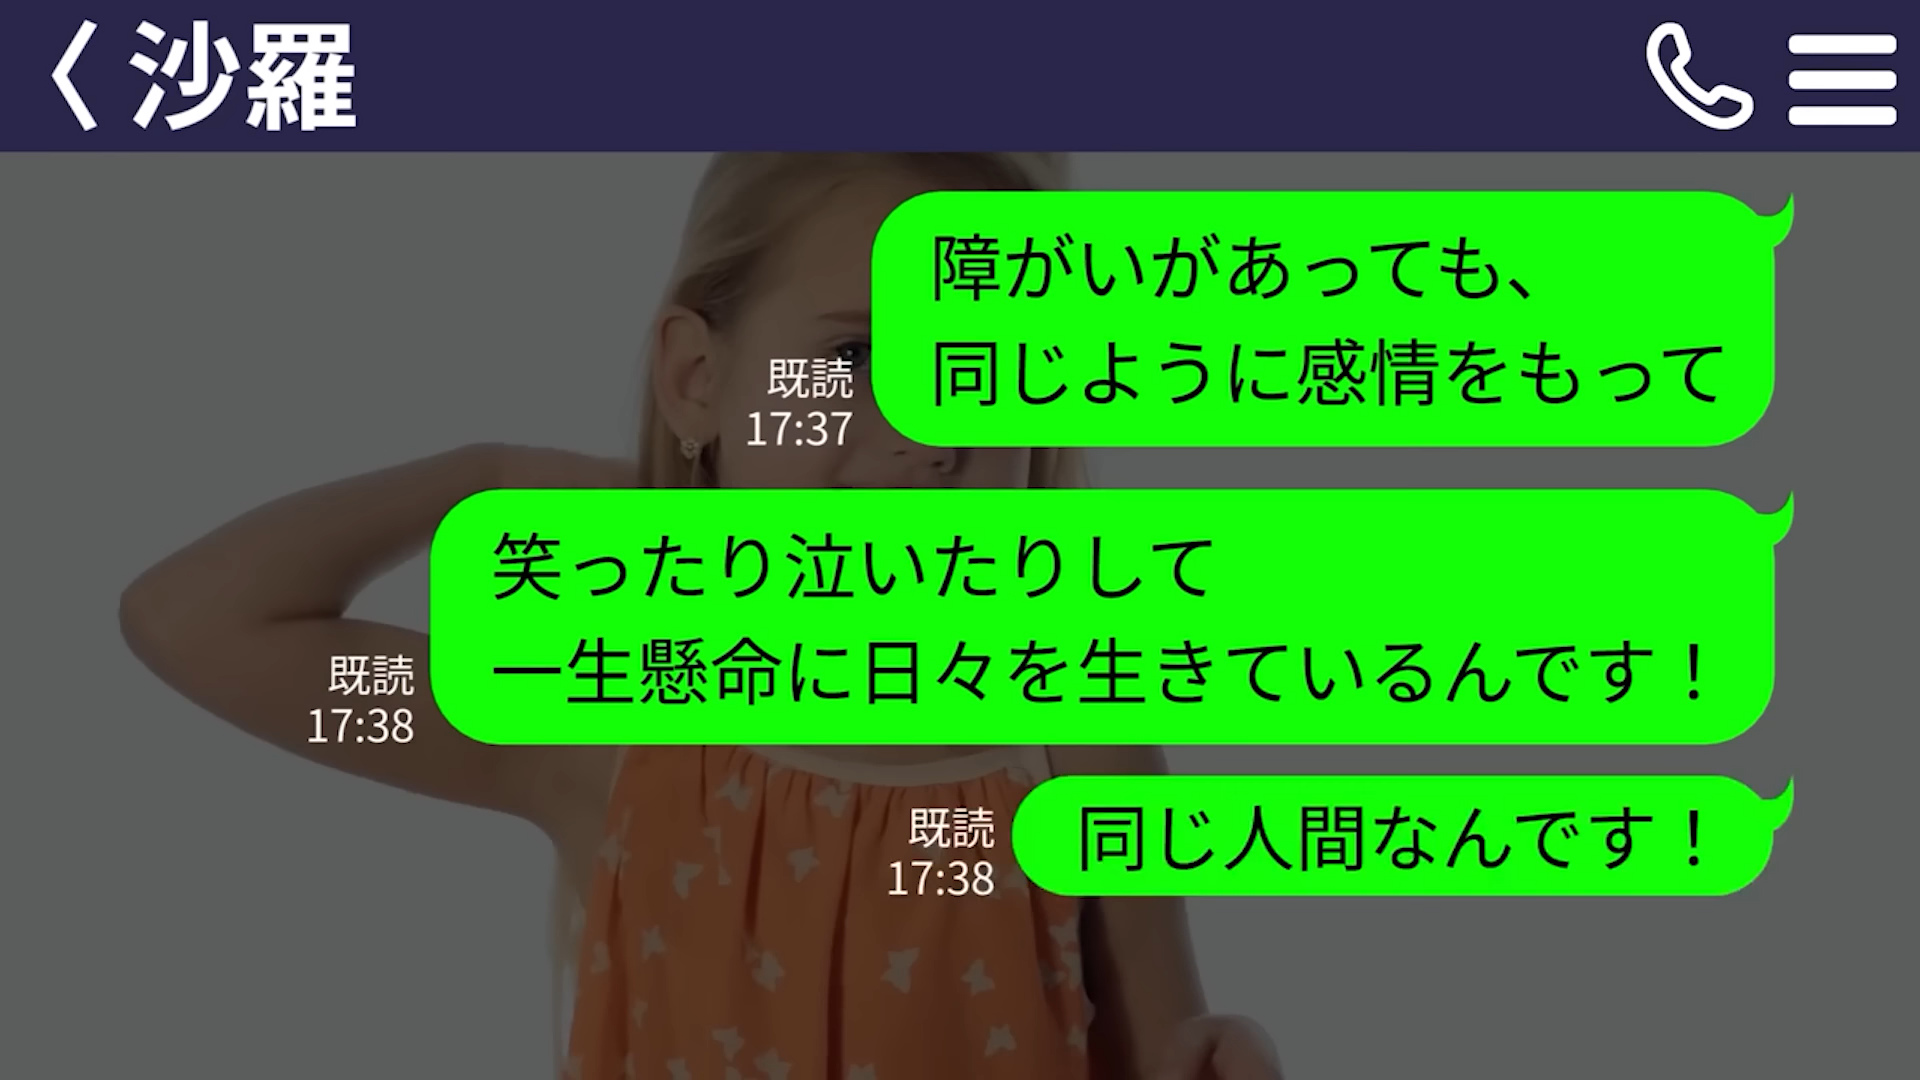 沙羅
障がいがあっても、
同じように感情をもって
既読
17:37
笑ったり泣いたりして
一生懸命に日々を生きているんです！
既読
17:38
同じ人間なんです！
既読
17:38